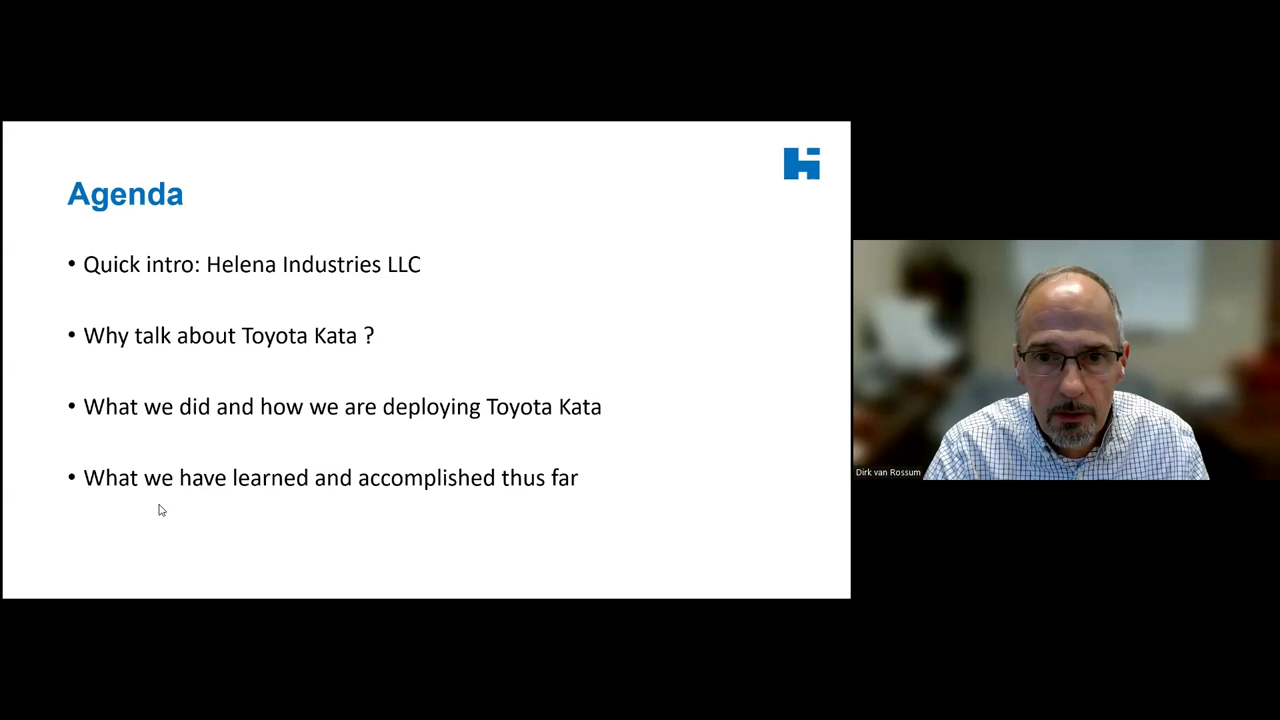 Agenda
• Quick intro: Helena Industries LLC
• Why talk about Toyota Kata ?
• What we did and how we are deploying Toyota Kata
• What we have learned and accomplished thus far
Dirk van Rossum